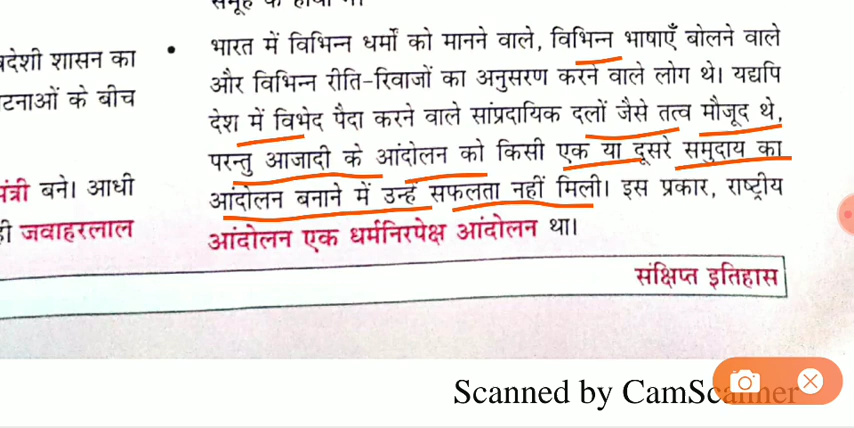 भारत में विभिन्न धर्मों को मानने वाले, विभिन्न भाषाएँ बोलने वाले
और विभिन्न रीति-रिवाजों का अनुसरण करने वाले लोग थे। यद्यपि
देश में विभेद पैदा करने वाले सांप्रदायिक दलों जैसे तत्व मौजूद थे,
परन्तु आजादी के आंदोलन को किसी एक या दूसरे समुदाय का
आंदोलन बनाने में उन्हें सफलता नहीं मिली। इस प्रकार, राष्ट्रीय
आंदोलन एक धर्मनिरपेक्ष आंदोलन था।
शासन का
के बीच
बने। आधी
जवाहरलाल
संक्षिप्त इतिहास
Scanned by CamScanner